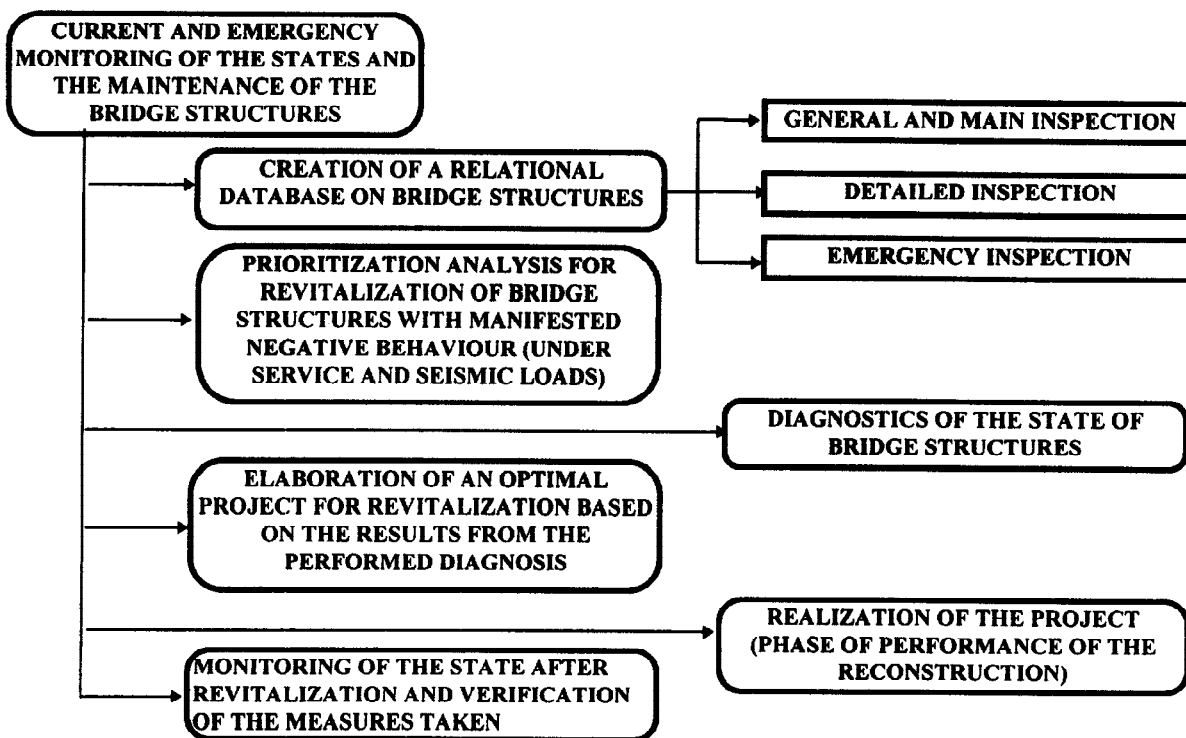 CURRENT AND EMERGENCY
MONITORING OF THE STATES AND
THE MAINTENANCE OF THE
BRIDGE STRUCTURES
CREATION OF A RELATIONAL
DATABASE ON BRIDGE STRUCTURES
GENERAL AND MAIN INSPECTION
DETAILED INSPECTION
EMERGENCY INSPECTION
PRIORITIZATION ANALYSIS FOR
REVITALIZATION OF BRIDGE
STRUCTURES WITH MANIFESTED
NEGATIVE BEHAVIOUR (UNDER
SERVICE AND SEISMIC LOADS)
DIAGNOSTICS OF THE STATE OF
BRIDGE STRUCTURES
ELABORATION OF AN OPTIMAL
PROJECT FOR REVITALIZATION BASED
ON THE RESULTS FROM THE
PERFORMED DIAGNOSIS
REALIZATION OF THE PROJECT
(PHASE OF PERFORMANCE OF THE
RECONSTRUCTION)
MONITORING OF THE STATE AFTER
REVITALIZATION AND VERIFICATION
OF THE MEASURES TAKEN